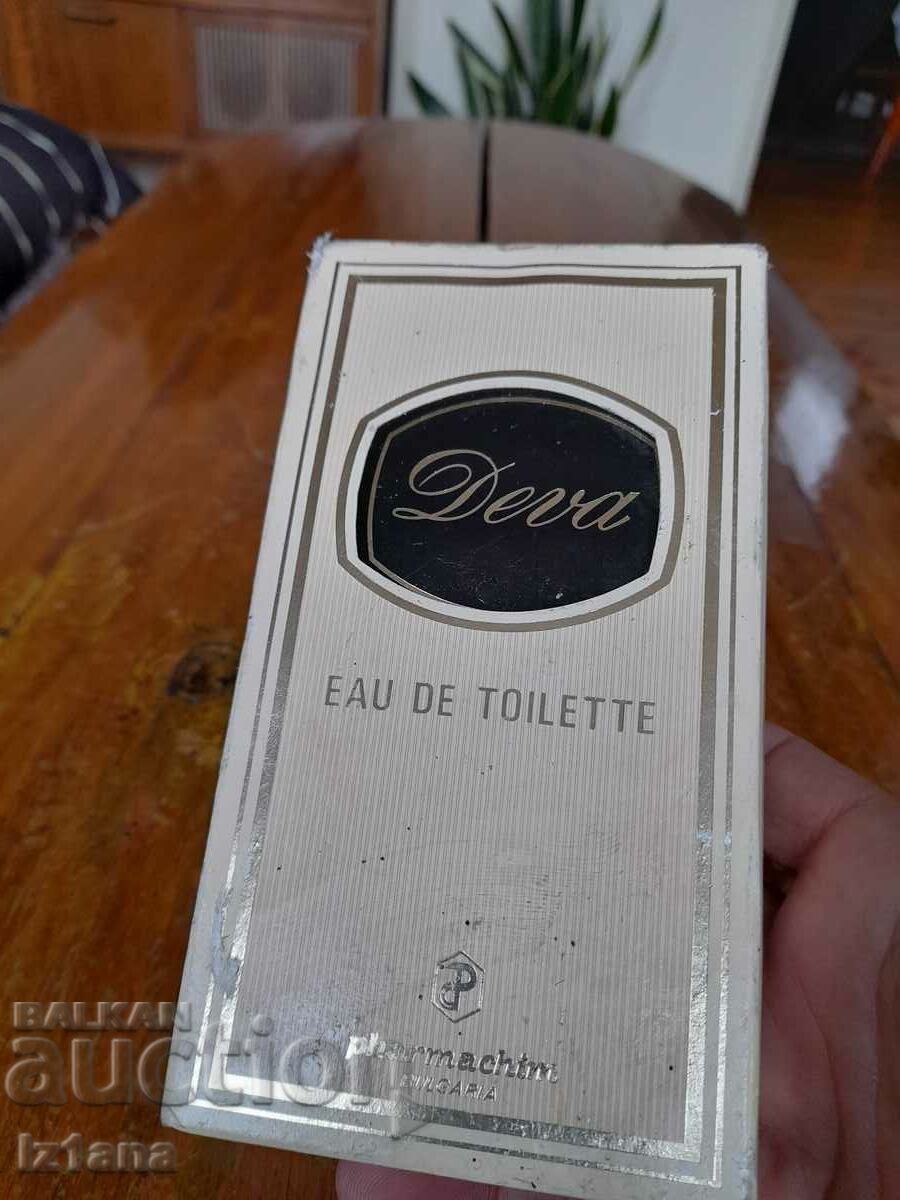 Deva
EAU DE TOILETTE
pharmachim
BULGARIA
BALKAN
auction
Iz1ana